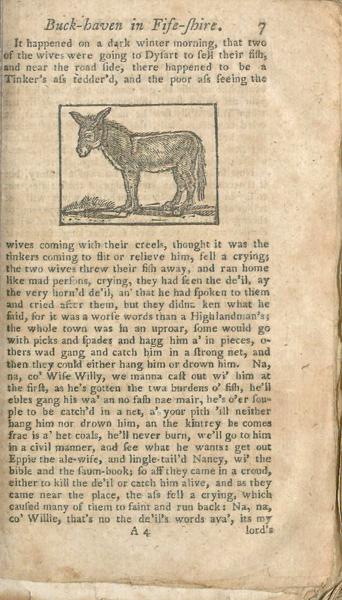 Buck-haven in Fife-ſhire. 7
It happened on a dark winter morning, that two
of the wives were going to Dyſart to ſell their fiſh,
and near the road ſide, there happened to be a
Tinker's aſs tedder'd, and the poor aſs ſeeing the
wives coming with their creels, thought it was the
tinkers coming to flit or relieve him, fell a crying;
the two wives threw their fiſh away, and ran home
like mad perſons, crying, they had ſeen the de'il, ay
the very horn'd de'il, an' that he had ſpoken to them
and cried after them, but they didna ken what he
ſaid, for it was a worſe words than a Highlandman's;
the whole town was in an uproar, ſome would go
with picks and ſpades and hagg him a' in pieces, o-
thers wad gang and catch him in a ſtrong net, and
then they could either hang him or drown him. Na,
na, co' Wife Willy, we manna caſt out wi' him at
the firſt, as he's gotten the twa burdens o' fiſh, he'll
ebles gang his wa' an no faſh nae mair, he's o'er ſou-
ple to be catch'd in a net, a' your pith 'ill neither
hang him nor drown him, an the kintrey he comes
frae is a' het coals, he'll never burn, we'll go to him
in a civil manner, and ſee what he wants: get out
Eppie the ale-wife, and lingle-tail'd Nancy, wi' the
bible and the ſaum-book; ſo aff they came in a croud,
either to kill the de'il or catch him alive, and as they
came near the place, the aſs fell a crying, which
cauſed many of them to faint and run back: Na, na,
co' Willie, that's no the de'il's words ava', its my
A 4 lord's